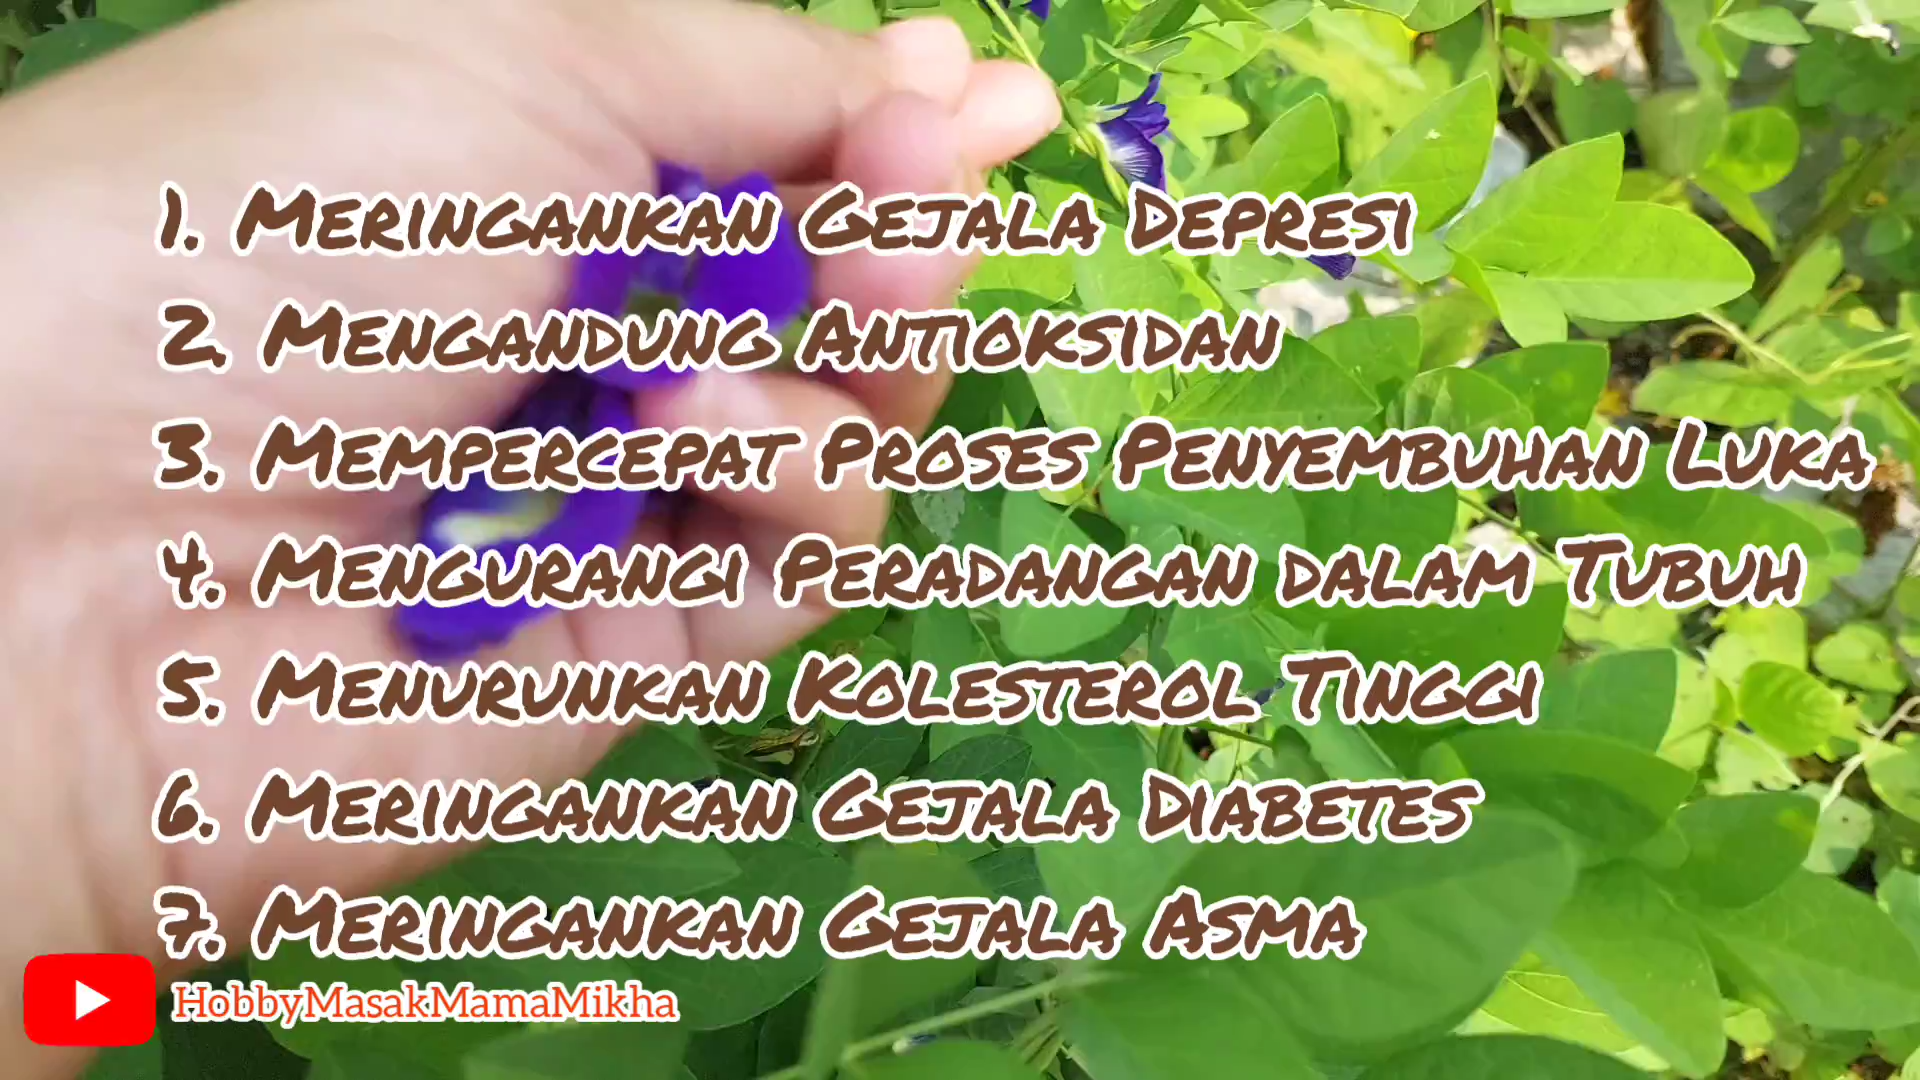 1. Meringankan Gejala Depresi
2. Mengandung Antioksidan
3. Mempercepat Proses Penyembuhan Luka
4. Mengurangi Peradangan dalam Tubuh
5. Menurunkan Kolesterol Tinggi
6. Meringankan Gejala Diabetes
7. Meringankan Gejala Asma
HobbyMasakMamaMikha